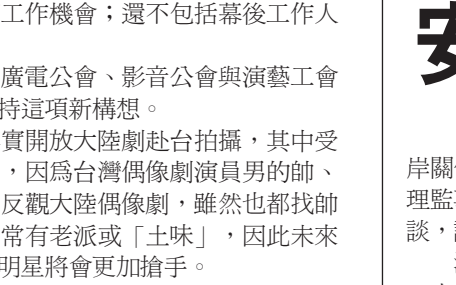 工作機會；還不包括幕後工作人
廣電公會、影音公會與演藝工會
持這項新構想。
實開放大陸劇赴台拍攝，其中受
，因為台灣偶像劇演員男的帥、
反觀大陸偶像劇，雖然也都找帥
常有老派或「土味」，因此未來
明星將會更加搶手。
岸關
理監
談，